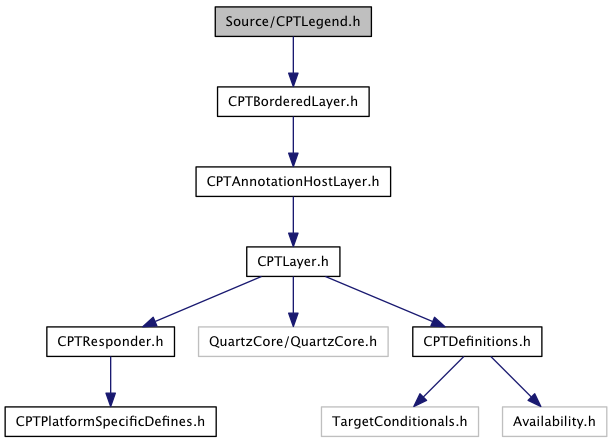 Source/CPTLegend.h
CPTBorderedLayer.h
CPTAnnotationHostLayer.h
CPTLayer.h
CPTResponder.h
QuartzCore/QuartzCore.h
CPTDefinitions.h
CPTPlatformSpecificDefines.h
TargetConditionals.h
Availability.h